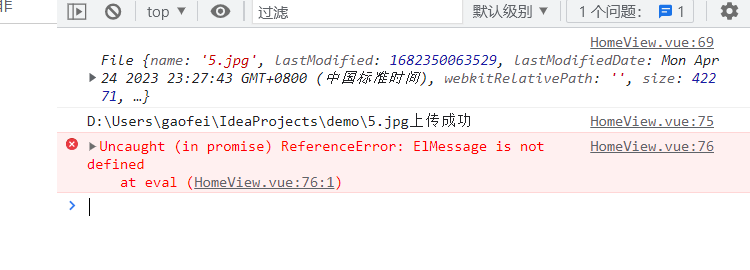 top
过滤
默认级别
1 个问题:
1
HomeView.vue:69
File {name: '5.jpg', lastModified: 1682350063529, lastModifiedDate: Mon Apr
24 2023 23:27:43 GMT+0800 (中国标准时间), webkitRelativePath: '', size: 422
71, …}
D:\Users\gaofei\IdeaProjects\demo\5.jpg上传成功
HomeView.vue:75
Uncaught (in promise) ReferenceError: ElMessage is not
HomeView.vue:76
defined
at eval (HomeView.vue:76:1)